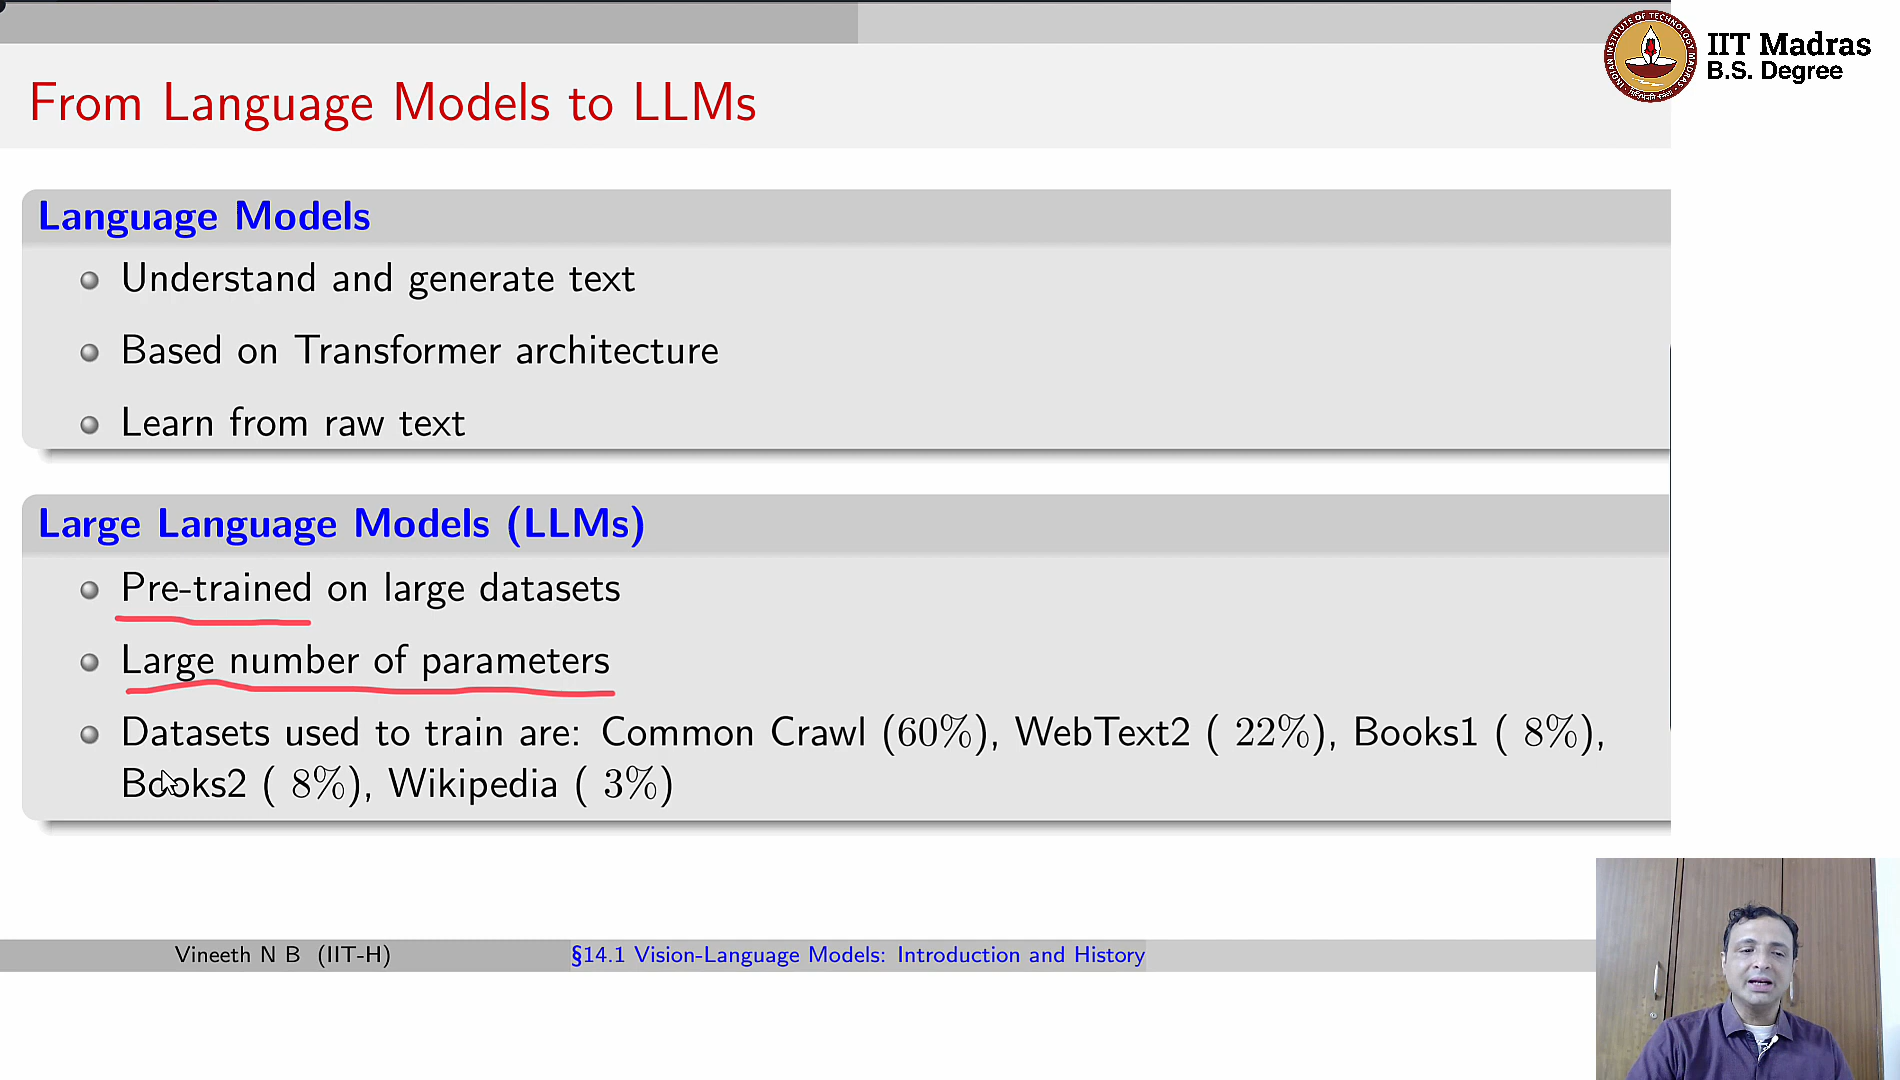 IIT Madras
B.S. Degree
From Language Models to LLMs
Language Models
Understand and generate text
Based on Transformer architecture
Learn from raw text
Large Language Models (LLMs)
Pre-trained on large datasets
Large number of parameters
Datasets used to train are: Common Crawl (60%), WebText2 ( 22%), Books1 ( 8%),
Books2 ( 8%), Wikipedia ( 3%)
Vineeth N B (IIT-H)
§14.1 Vision-Language Models: Introduction and History